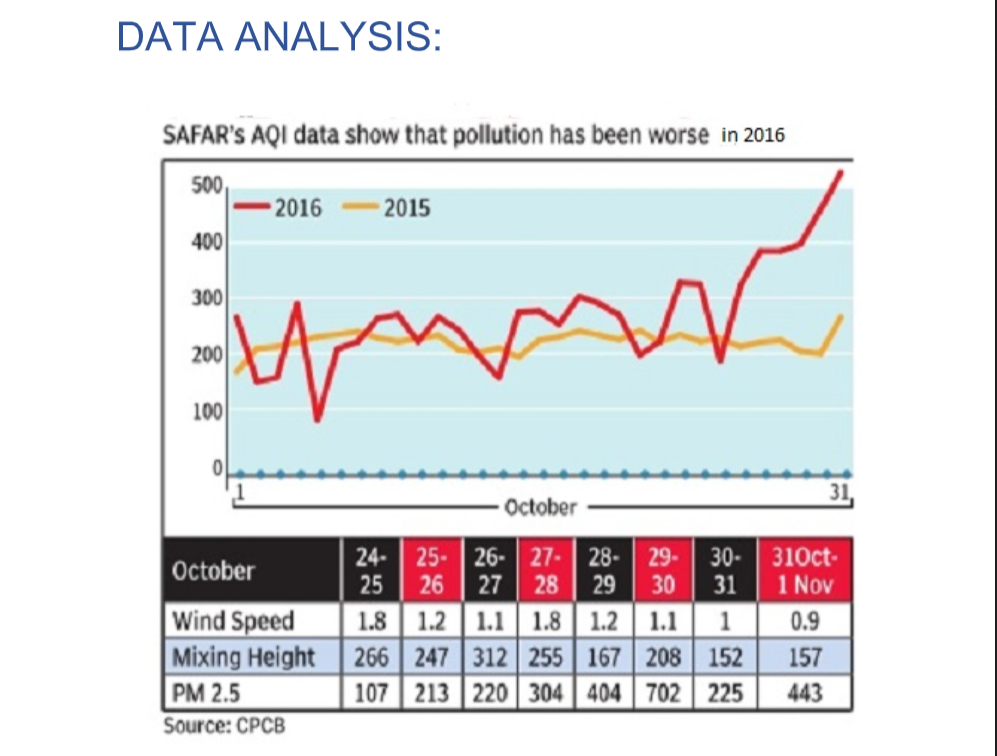 DATA ANALYSIS:
SAFAR's AQI data show that pollution has been worse in 2016
500
2016 2015
400
300
200
100
0
1 31
October
October 24-25 25-26 26-27 27-28 28-29 29-30 30-31 31Oct-1 Nov
Wind Speed 1.8 1.2 1.1 1.8 1.2 1.1 1 0.9
Mixing Height 266 247 312 255 167 208 152 157
PM 2.5 107 213 220 304 404 702 225 443
Source: CPCB